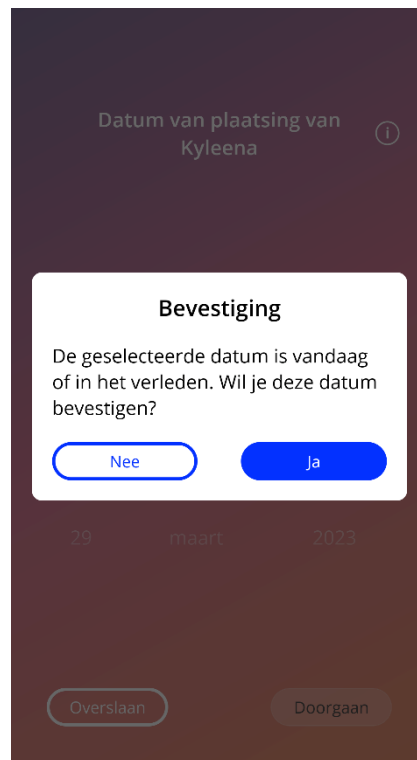 Datum van plaatsing van
Kyleena
i
Bevestiging
De geselecteerde datum is vandaag
of in het verleden. Wil je deze datum
bevestigen?
Nee Ja
29 maart 2023
Overslaan Doorgaan